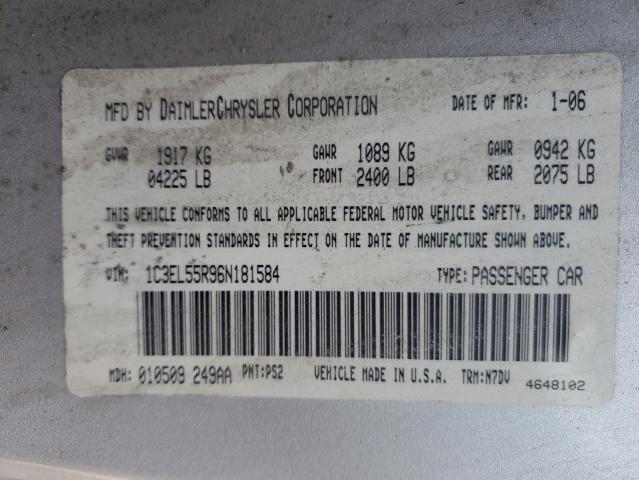 MFD BY DAIMLERCHRYSLER CORPORATION DATE OF MFR: 1-06
GVWR 1917 KG GAWR 1089 KG GAWR 0942 KG
04225 LB FRONT 2400 LB REAR 2075 LB
THIS VEHICLE CONFORMS TO ALL APPLICABLE FEDERAL MOTOR VEHICLE SAFETY, BUMPER AND
THEFT PREVENTION STANDARDS IN EFFECT ON THE DATE OF MANUFACTURE SHOWN ABOVE.
VIN: 1C3EL55R96N181584 TYPE: PASSENGER CAR
MDH: 010509 249AA PNT: PS2 VEHICLE MADE IN U.S.A. TRM: N7DV
4648102